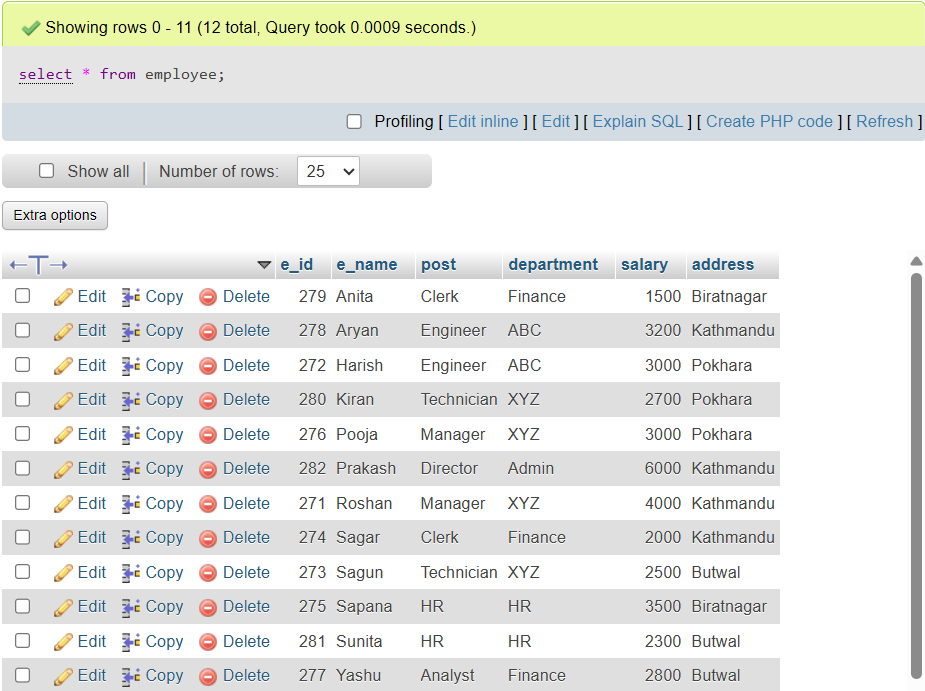 Showing rows 0 - 11 (12 total, Query took 0.0009 seconds.)
select * from employee;
Profiling [ Edit inline ] [ Edit ] [ Explain SQL ] [ Create PHP code ] [ Refresh ]
Show all Number of rows: 25
Extra options
e_id e_name post department salary address
Edit Copy Delete 279 Anita Clerk Finance 1500 Biratnagar
Edit Copy Delete 278 Aryan Engineer ABC 3200 Kathmandu
Edit Copy Delete 272 Harish Engineer ABC 3000 Pokhara
Edit Copy Delete 280 Kiran Technician XYZ 2700 Pokhara
Edit Copy Delete 276 Pooja Manager XYZ 3000 Pokhara
Edit Copy Delete 282 Prakash Director Admin 6000 Kathmandu
Edit Copy Delete 271 Roshan Manager XYZ 4000 Kathmandu
Edit Copy Delete 274 Sagar Clerk Finance 2000 Kathmandu
Edit Copy Delete 273 Sagun Technician XYZ 2500 Butwal
Edit Copy Delete 275 Sapana HR HR 3500 Biratnagar
Edit Copy Delete 281 Sunita HR HR 2300 Butwal
Edit Copy Delete 277 Yashu Analyst Finance 2800 Butwal